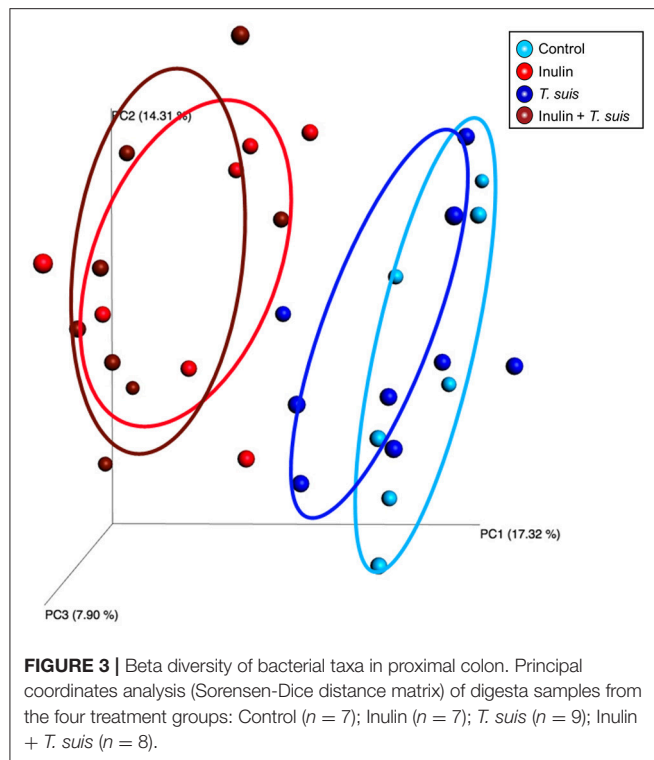 Control
Inulin
T. suis
Inulin + T. suis
PC2 (14.31 %)
PC1 (17.32 %)
PC3 (7.90 %)
FIGURE 3 | Beta diversity of bacterial taxa in proximal colon. Principal
coordinates analysis (Sorensen-Dice distance matrix) of digesta samples from
the four treatment groups: Control (n = 7); Inulin (n = 7); T. suis (n = 9); Inulin
+ T. suis (n = 8).